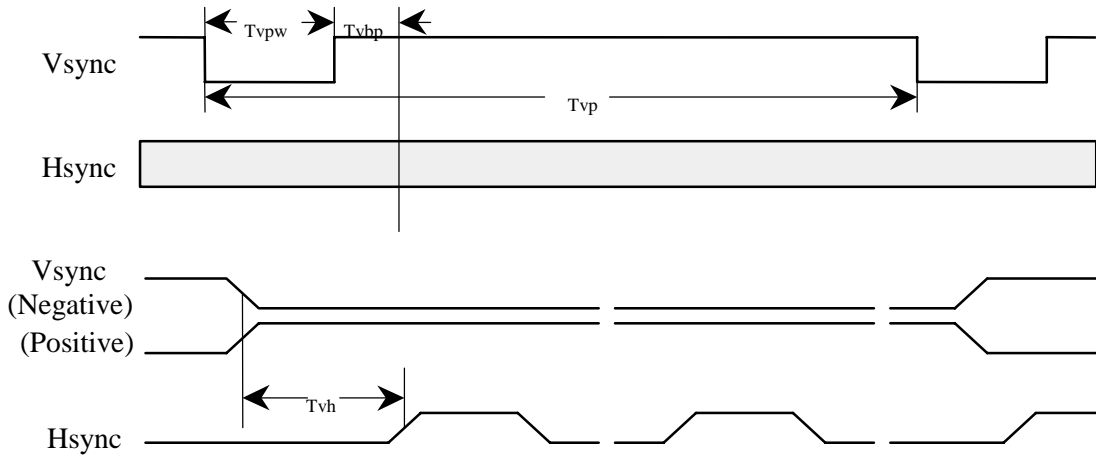 Tvpw
Tvbp
Vsync
Tvp
Hsync
Vsync
(Negative)
(Positive)
Tvh
Hsync